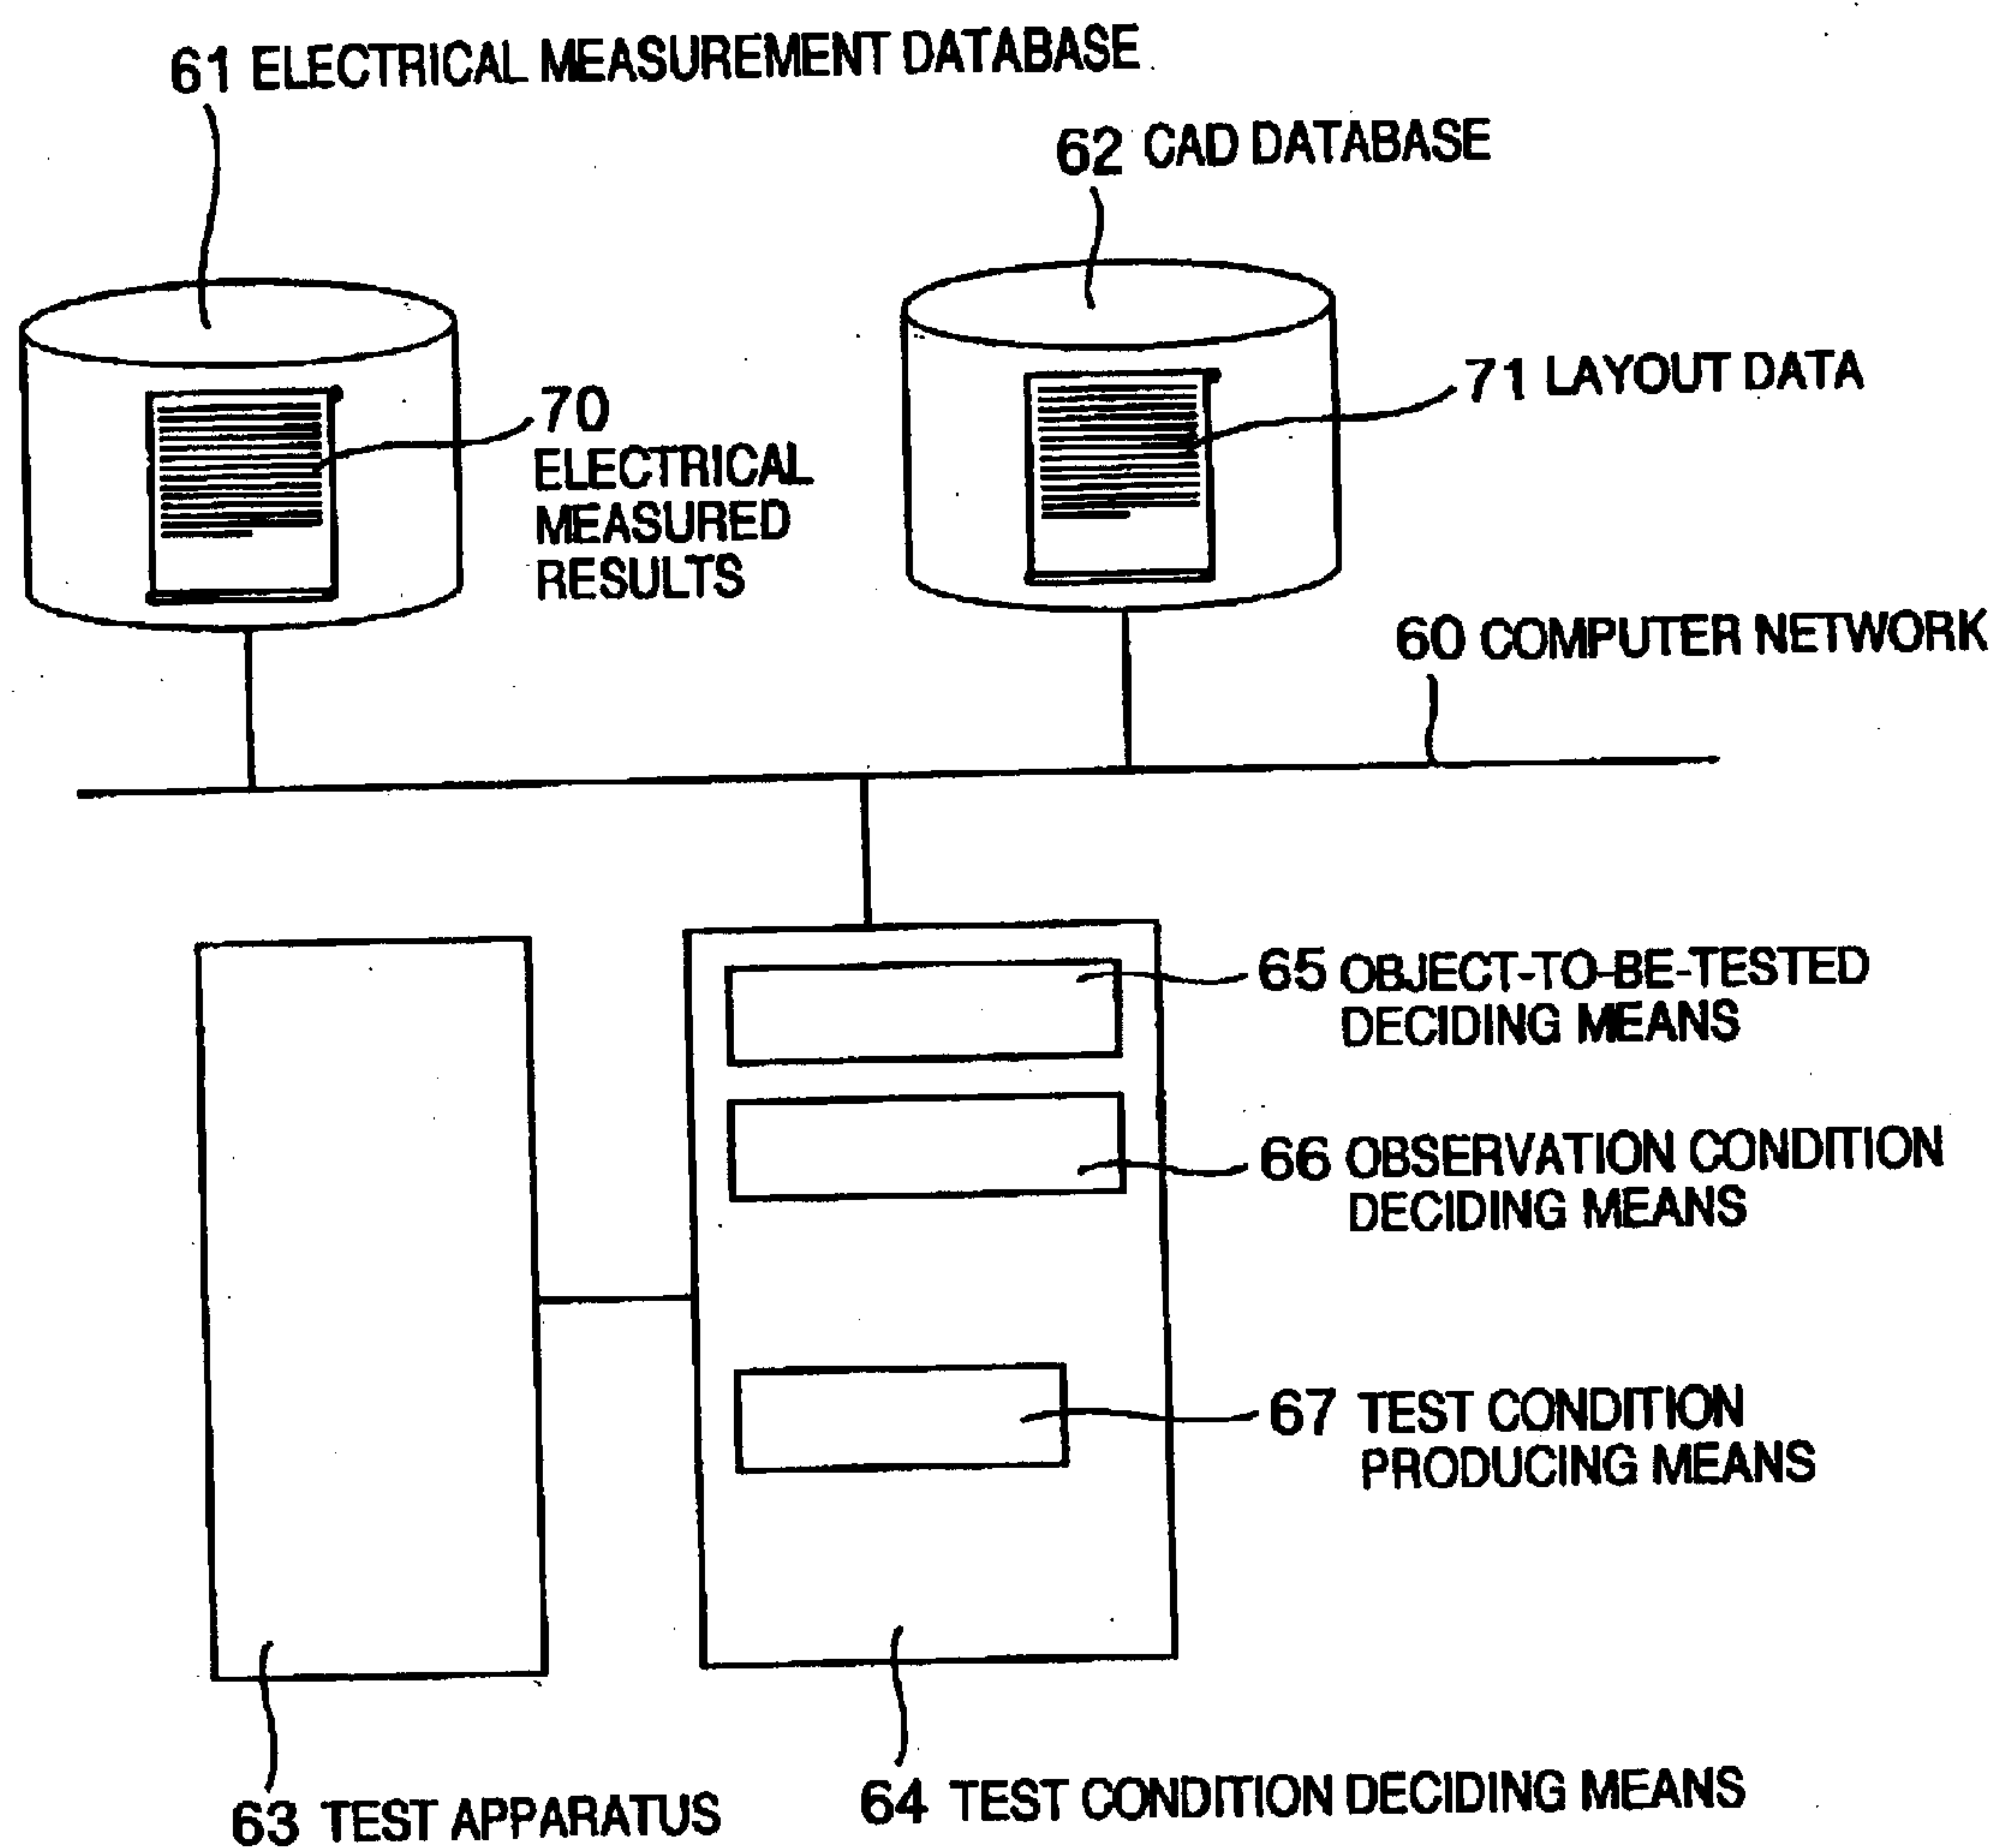 61 ELECTRICAL MEASUREMENT DATABASE
62 CAD DATABASE
71 LAYOUT DATA
70
ELECTRICAL
MEASURED
RESULTS
60 COMPUTER NETWORK
65 OBJECT-TO-BE-TESTED
DECIDING MEANS
66 OBSERVATION CONDITION
DECIDING MEANS
67 TEST CONDITION
PRODUCING MEANS
63 TEST APPARATUS
64 TEST CONDITION DECIDING MEANS